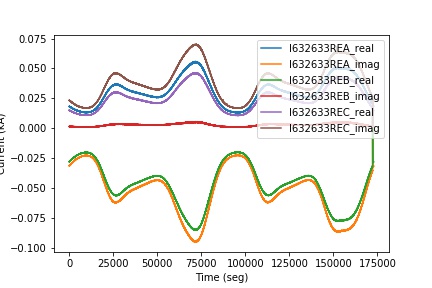 0.075
0.050
0.025
0.000
−0.025
−0.050
−0.075
−0.100
Current (kA)
0
25000
50000
75000
100000
125000
150000
175000
Time (seg)
I632633REA_real
I632633REA_imag
I632633REB_real
I632633REB_imag
I632633REC_real
I632633REC_imag